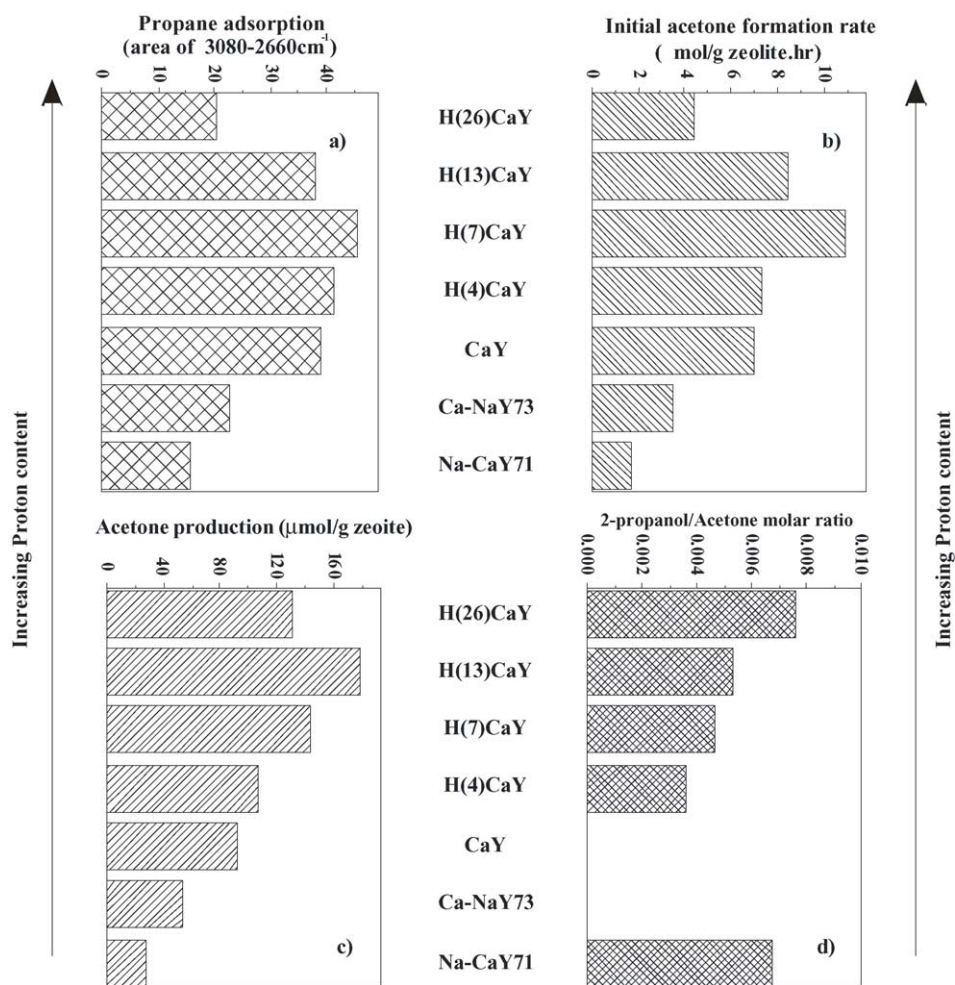 Propane adsorption
(area of 3080-2660cm-1)
0 10 20 30 40
a)
Initial acetone formation rate
( mol/g zeolite.hr)
0 2 4 6 8 10
b)
H(26)CaY
H(13)CaY
H(7)CaY
H(4)CaY
CaY
Ca-NaY73
Na-CaY71
Increasing Proton content
Increasing Proton content
Acetone production (μmol/g zeoite)
0 40 80 120 160
c)
2-propanol/Acetone molar ratio
0.000 0.002 0.004 0.006 0.008 0.010
d)
H(26)CaY
H(13)CaY
H(7)CaY
H(4)CaY
CaY
Ca-NaY73
Na-CaY71